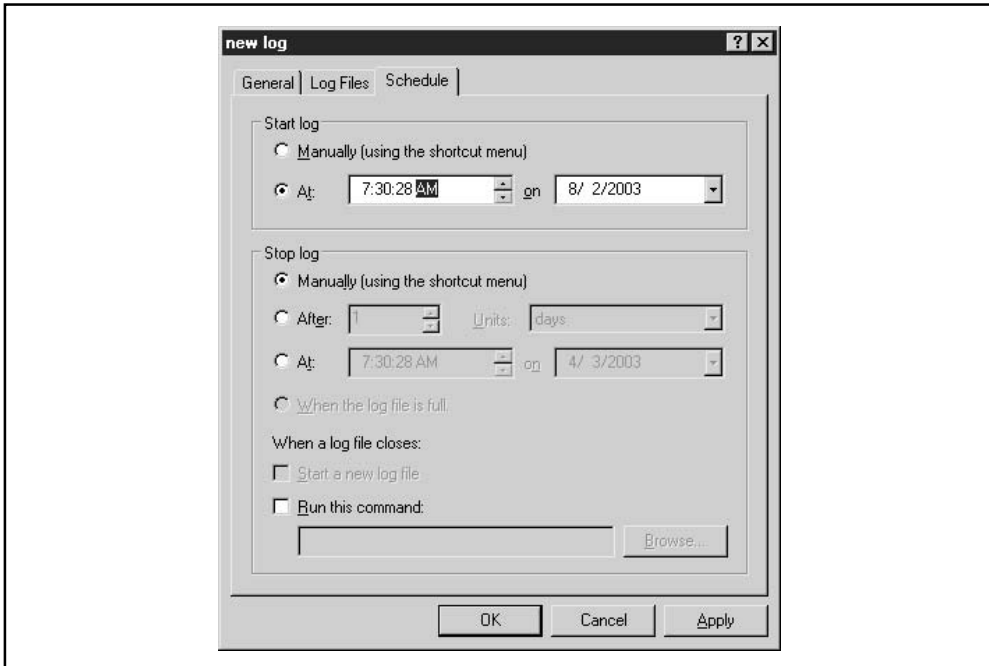 new log
General Log Files Schedule
Start log
Manually (using the shortcut menu)
At: 7:30:28 AM on 8/ 2/2003
Stop log
Manually (using the shortcut menu)
After: 1 Units: days
At: 7:30:28 AM on 4/ 3/2003
When the log file is full.
When a log file closes:
Start a new log file
Run this command:
Browse...
OK Cancel Apply